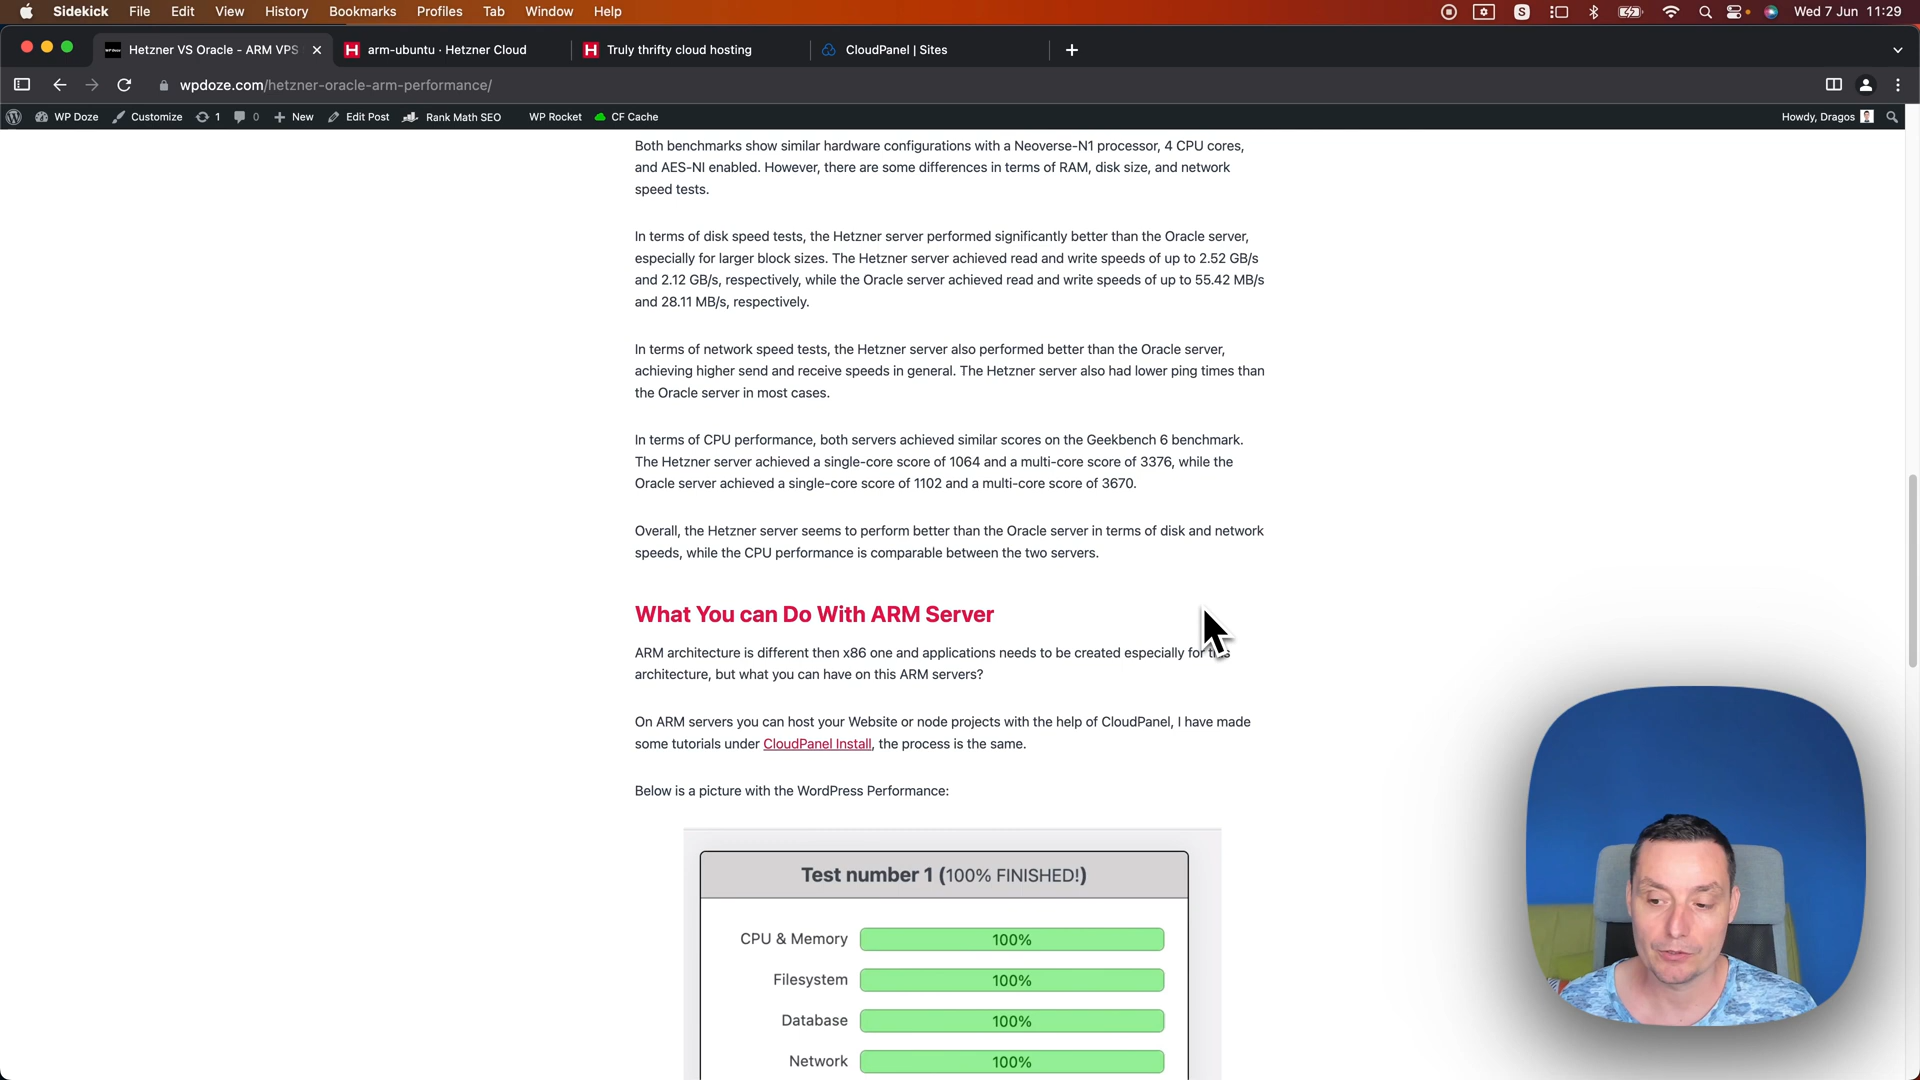 Sidekick File Edit View History Bookmarks Profiles Tab Window Help Wed 7 Jun 11:29
Hetzner VS Oracle - ARM VPS arm-ubuntu · Hetzner Cloud Truly thrifty cloud hosting CloudPanel | Sites
wpdoze.com/hetzner-oracle-arm-performance/
WP Doze Customize 1 0 New Edit Post Rank Math SEO WP Rocket CF Cache Howdy, Dragos
Both benchmarks show similar hardware configurations with a Neoverse-N1 processor, 4 CPU cores,
and AES-NI enabled. However, there are some differences in terms of RAM, disk size, and network
speed tests.
In terms of disk speed tests, the Hetzner server performed significantly better than the Oracle server,
especially for larger block sizes. The Hetzner server achieved read and write speeds of up to 2.52 GB/s
and 2.12 GB/s, respectively, while the Oracle server achieved read and write speeds of up to 55.42 MB/s
and 28.11 MB/s, respectively.
In terms of network speed tests, the Hetzner server also performed better than the Oracle server,
achieving higher send and receive speeds in general. The Hetzner server also had lower ping times than
the Oracle server in most cases.
In terms of CPU performance, both servers achieved similar scores on the Geekbench 6 benchmark.
The Hetzner server achieved a single-core score of 1064 and a multi-core score of 3376, while the
Oracle server achieved a single-core score of 1102 and a multi-core score of 3670.
Overall, the Hetzner server seems to perform better than the Oracle server in terms of disk and network
speeds, while the CPU performance is comparable between the two servers.
What You can Do With ARM Server
ARM architecture is different then x86 one and applications needs to be created especially for
architecture, but what you can have on this ARM servers?
On ARM servers you can host your Website or node projects with the help of CloudPanel, I have made
some tutorials under CloudPanel Install, the process is the same.
Below is a picture with the WordPress Performance:
Test number 1 (100% FINISHED!)
CPU & Memory 100%
Filesystem 100%
Database 100%
Network 100%